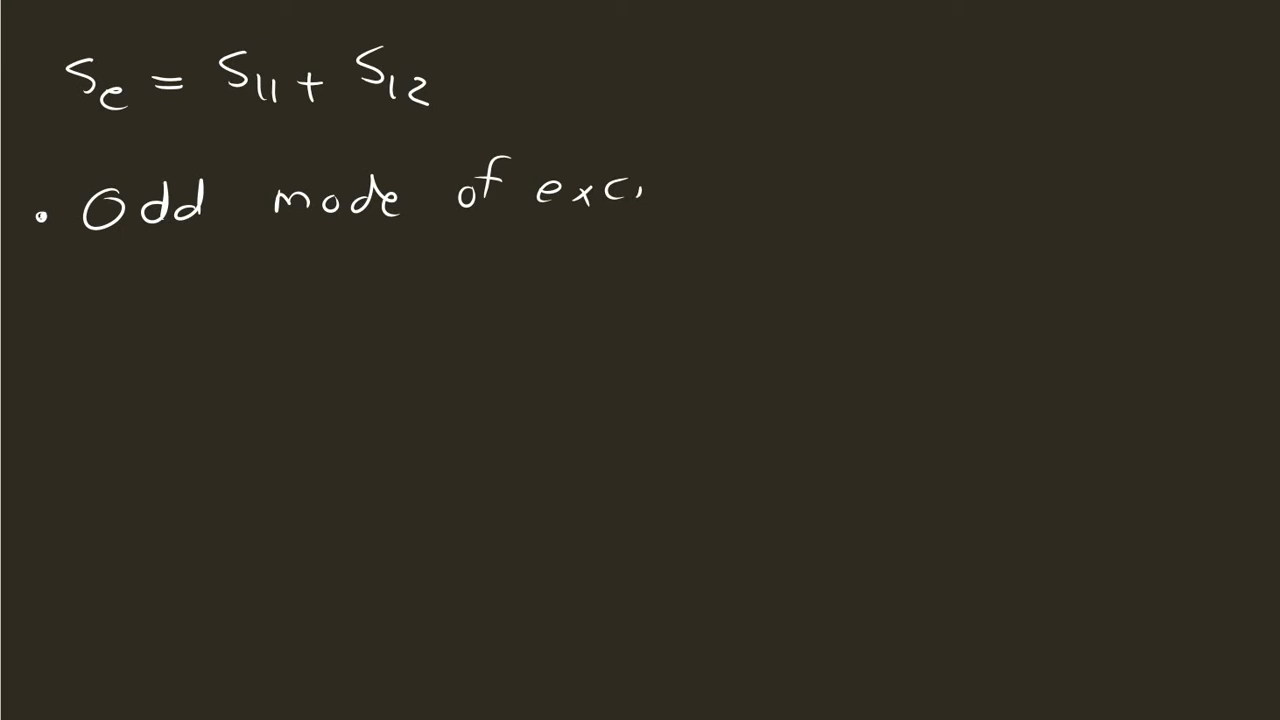 Se = S11 + S12
• Odd mode of exc.